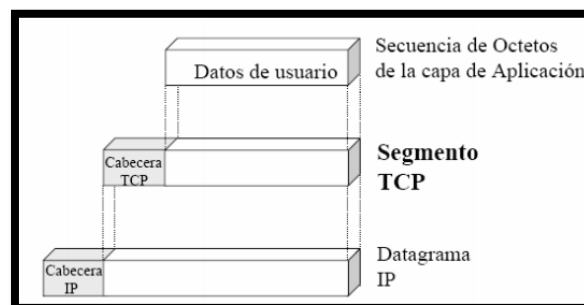 Datos de usuario
Secuencia de Octetos
de la capa de Aplicación
Cabecera
TCP
Segmento
TCP
Cabecera
IP
Datagrama
IP